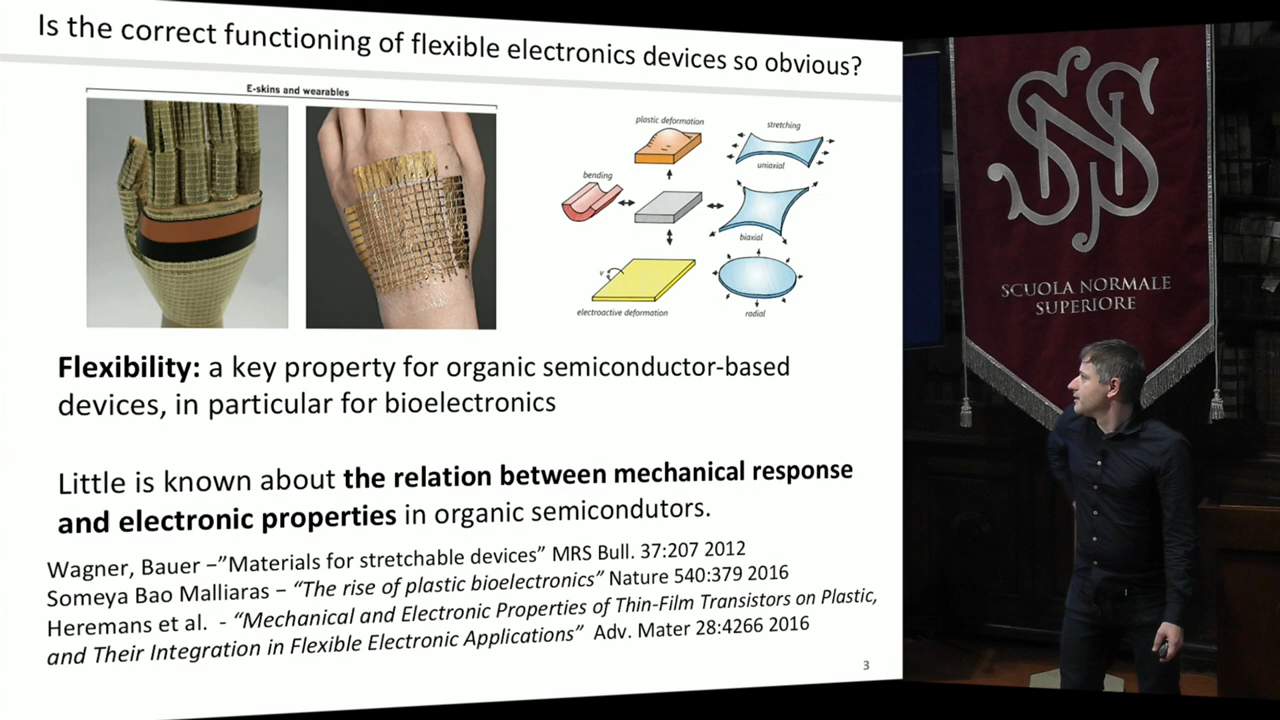 Is the correct functioning of flexible electronics devices so obvious?
E-skins and wearables
plastic deformation
stretching
uniaxial
bending
biaxial
v
electroactive deformation
radial
Flexibility: a key property for organic semiconductor-based
devices, in particular for bioelectronics
Little is known about the relation between mechanical response
and electronic properties in organic semicondutors.
Wagner, Bauer –”Materials for stretchable devices” MRS Bull. 37:207 2012
Someya Bao Malliaras – “The rise of plastic bioelectronics” Nature 540:379 2016
Heremans et al. - “Mechanical and Electronic Properties of Thin-Film Transistors on Plastic,
and Their Integration in Flexible Electronic Applications” Adv. Mater 28:4266 2016
3
SNS
SCUOLA NORMALE
SUPERIORE